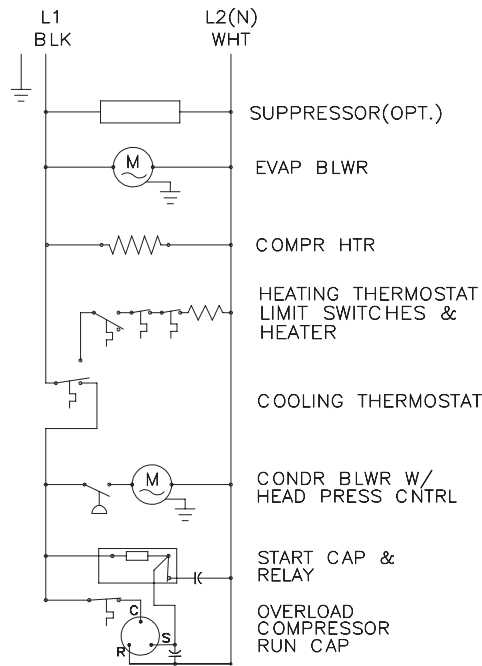 L1 L2(N)
BLK WHT
SUPPRESSOR(OPT.)
M
EVAP BLWR
COMPR HTR
HEATING THERMOSTAT
LIMIT SWITCHES &
HEATER
COOLING THERMOSTAT
M
CONDR BLWR W/
HEAD PRESS CNTRL
START CAP &
RELAY
OVERLOAD
COMPRESSOR
RUN CAP
C
S
R